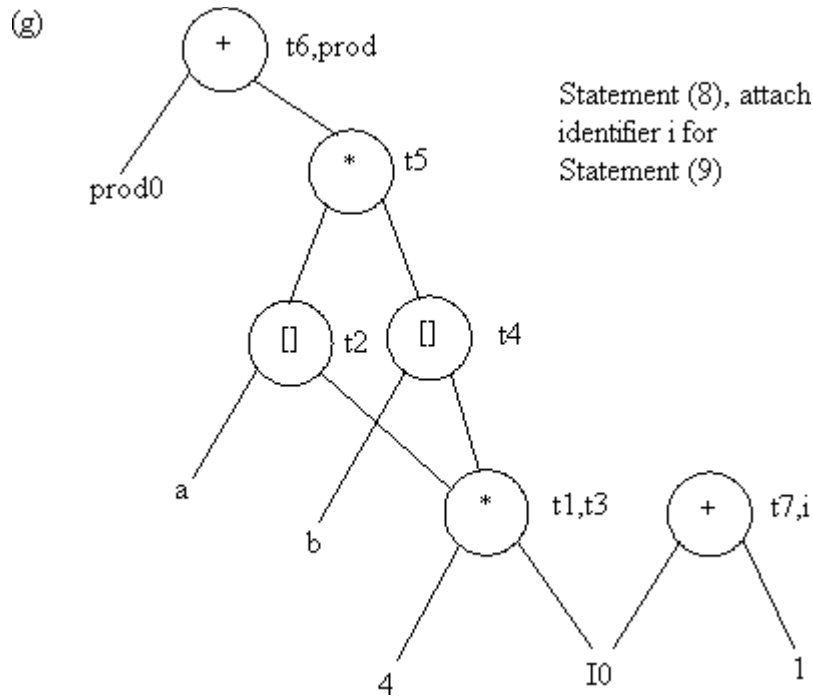 (g)
+ t6,prod
Statement (8), attach
identifier i for
Statement (9)
* t5
prod0
[] t2 [] t4
a
* t1,t3 + t7,i
b
4 I0 1